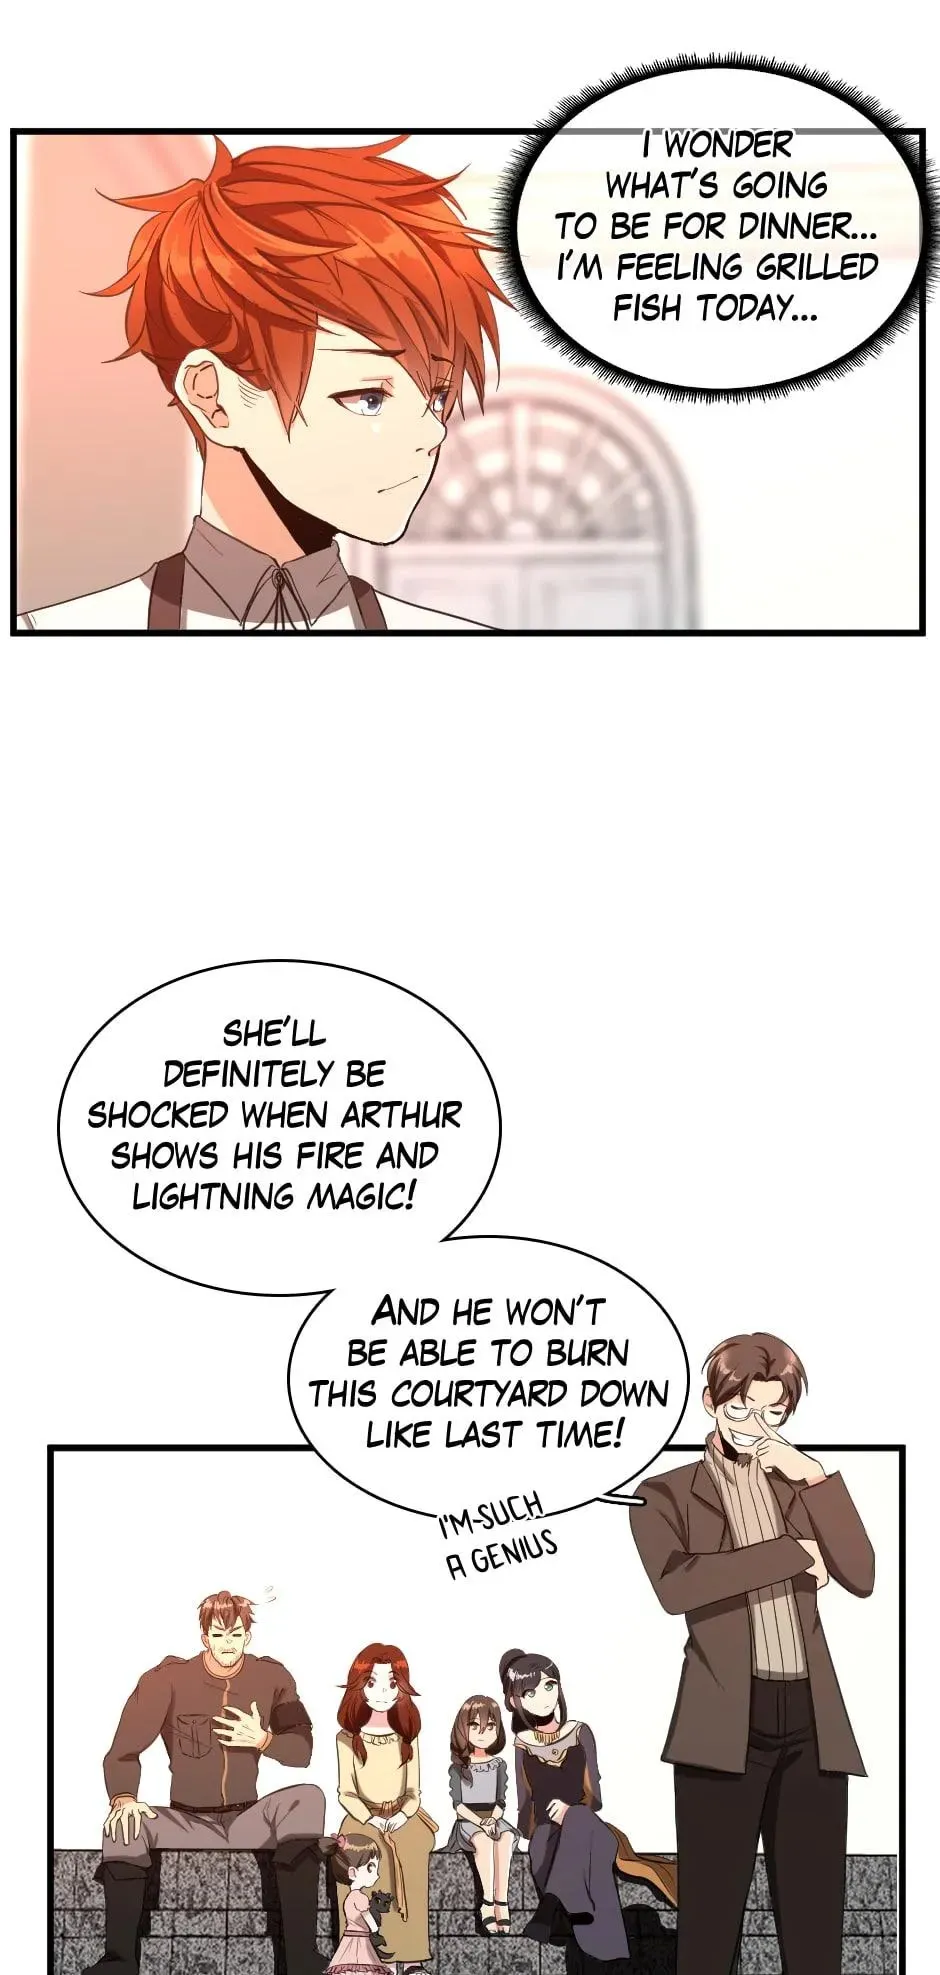 I WONDER
WHAT'S GOING
TO BE FOR DINNER...
I'M FEELING GRILLED
FISH TODAY...
SHE'LL
DEFINITELY BE
SHOCKED WHEN ARTHUR
SHOWS HIS FIRE AND
LIGHTNING MAGIC!
AND HE WON'T
BE ABLE TO BURN
THIS COURTYARD DOWN
LIKE LAST TIME!
I'M SUCH
A GENIUS